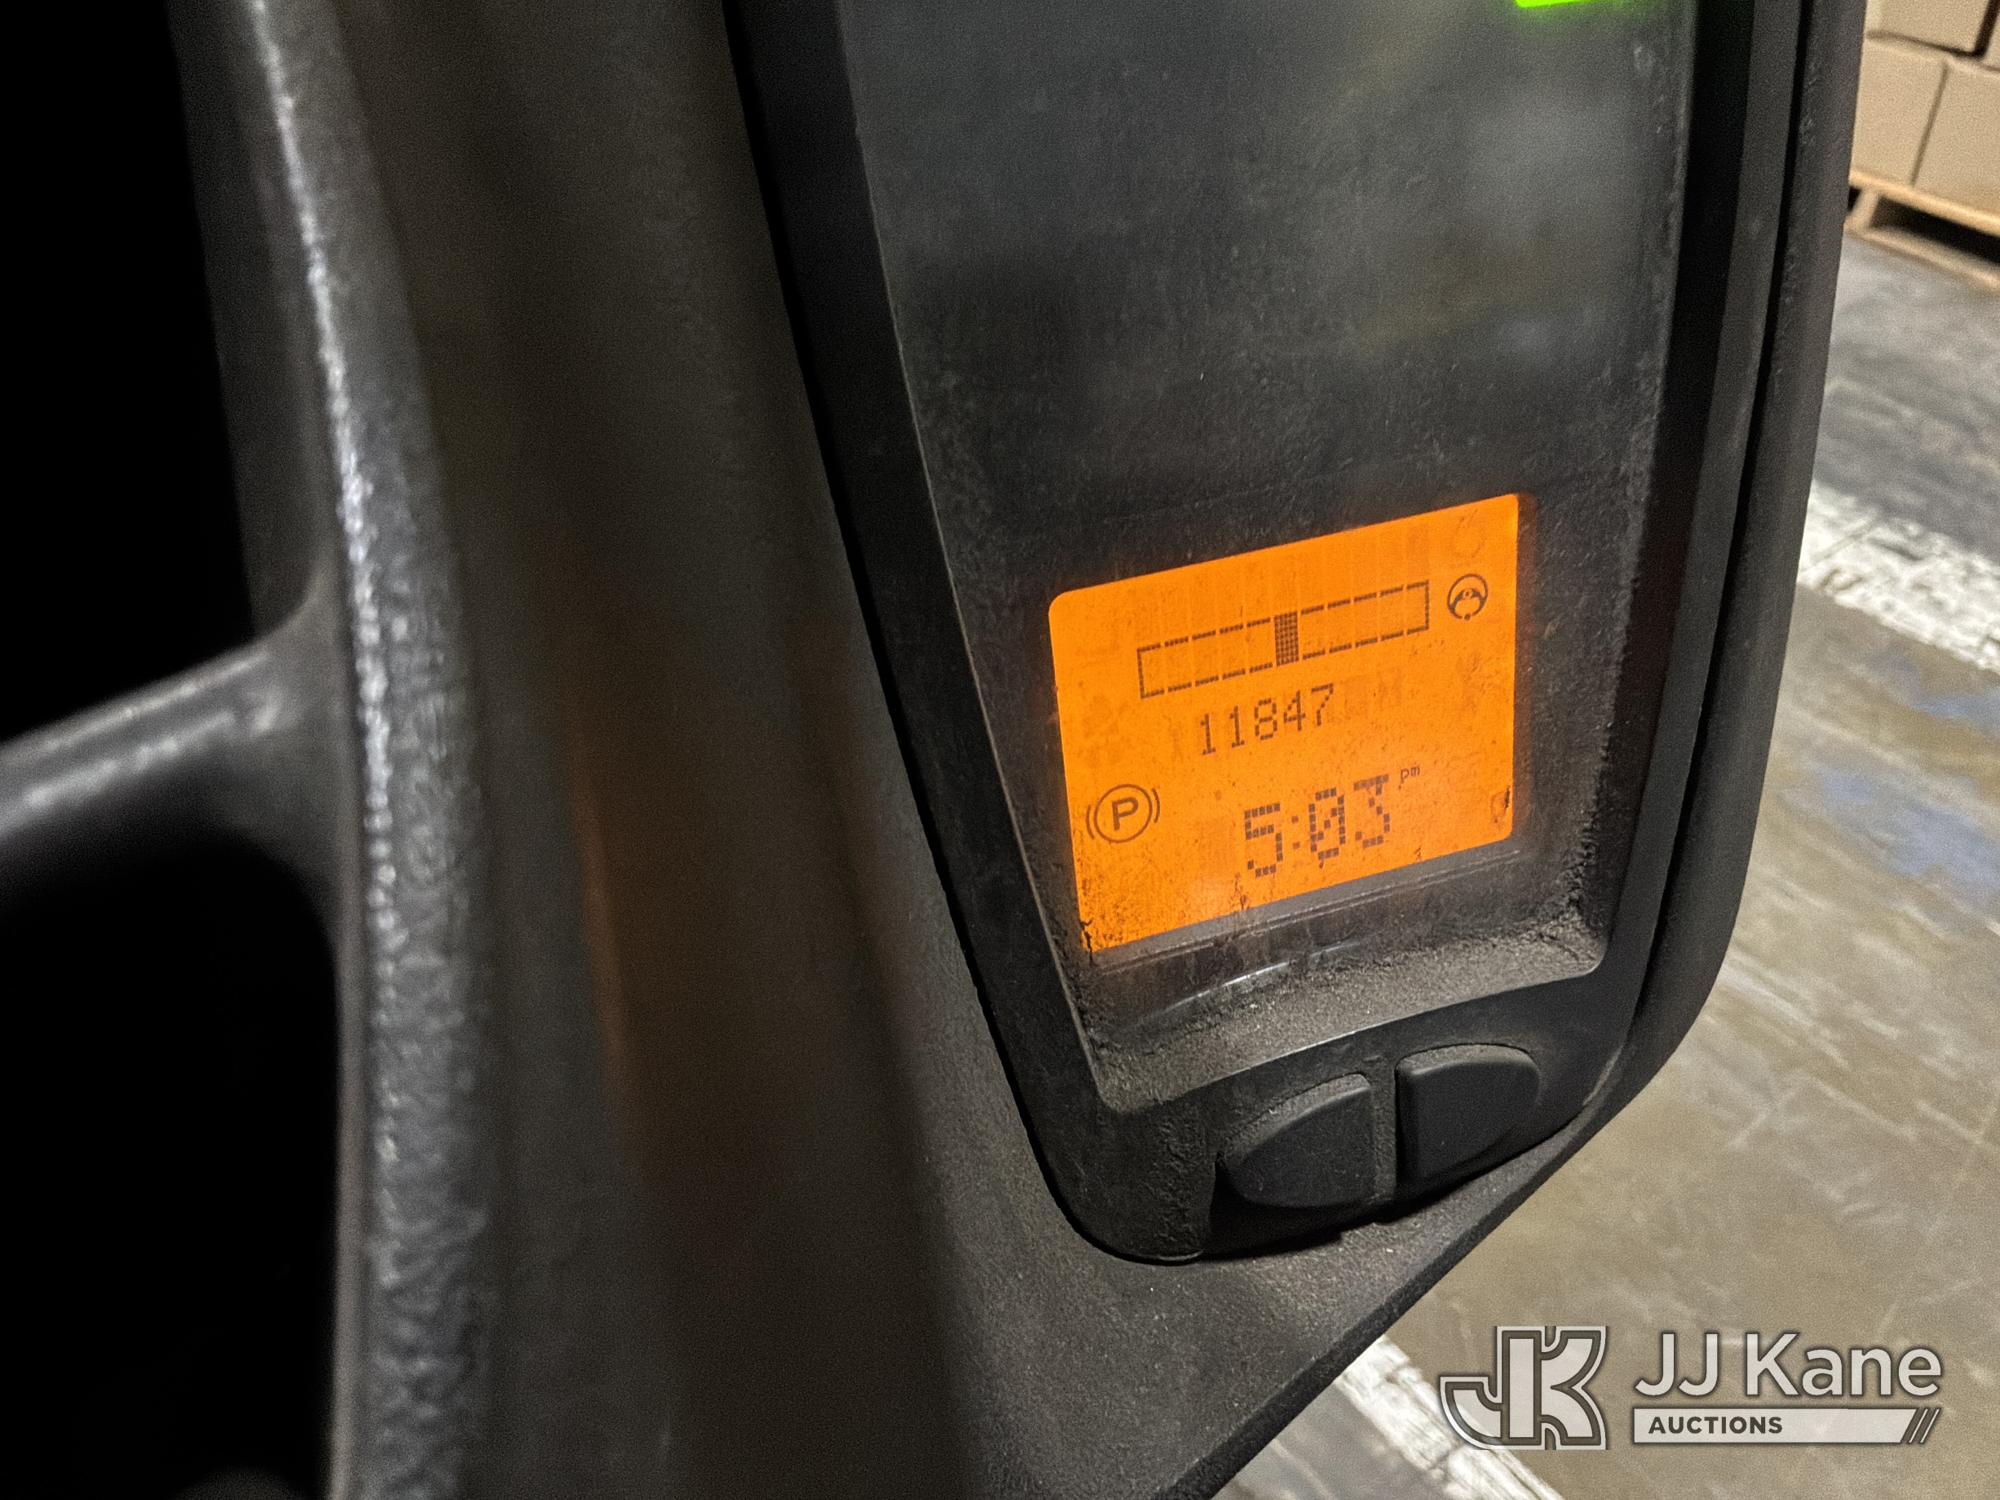 11847
5:03 pm
P
JJ Kane
AUCTIONS